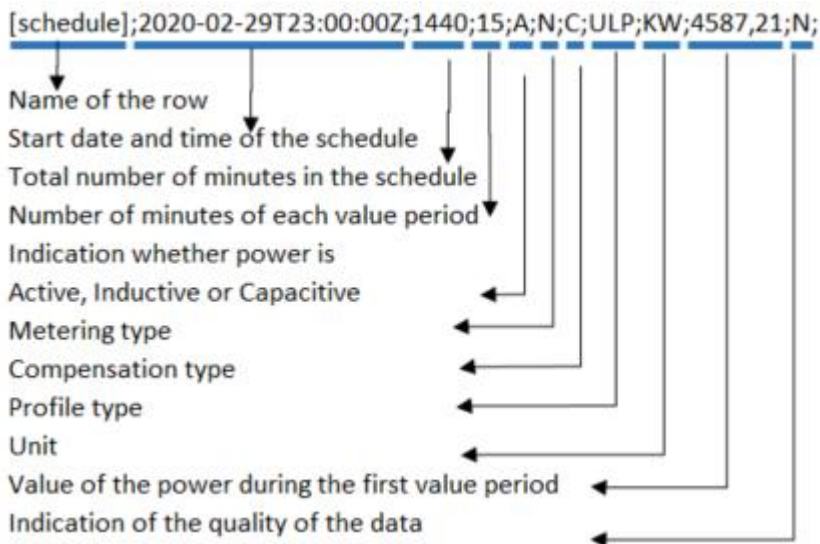 [schedule];2020-02-29T23:00:00Z;1440;15;A;N;C;ULP;KW;4587,21;N;
Name of the row
Start date and time of the schedule
Total number of minutes in the schedule
Number of minutes of each value period
Indication whether power is
Active, Inductive or Capacitive
Metering type
Compensation type
Profile type
Unit
Value of the power during the first value period
Indication of the quality of the data